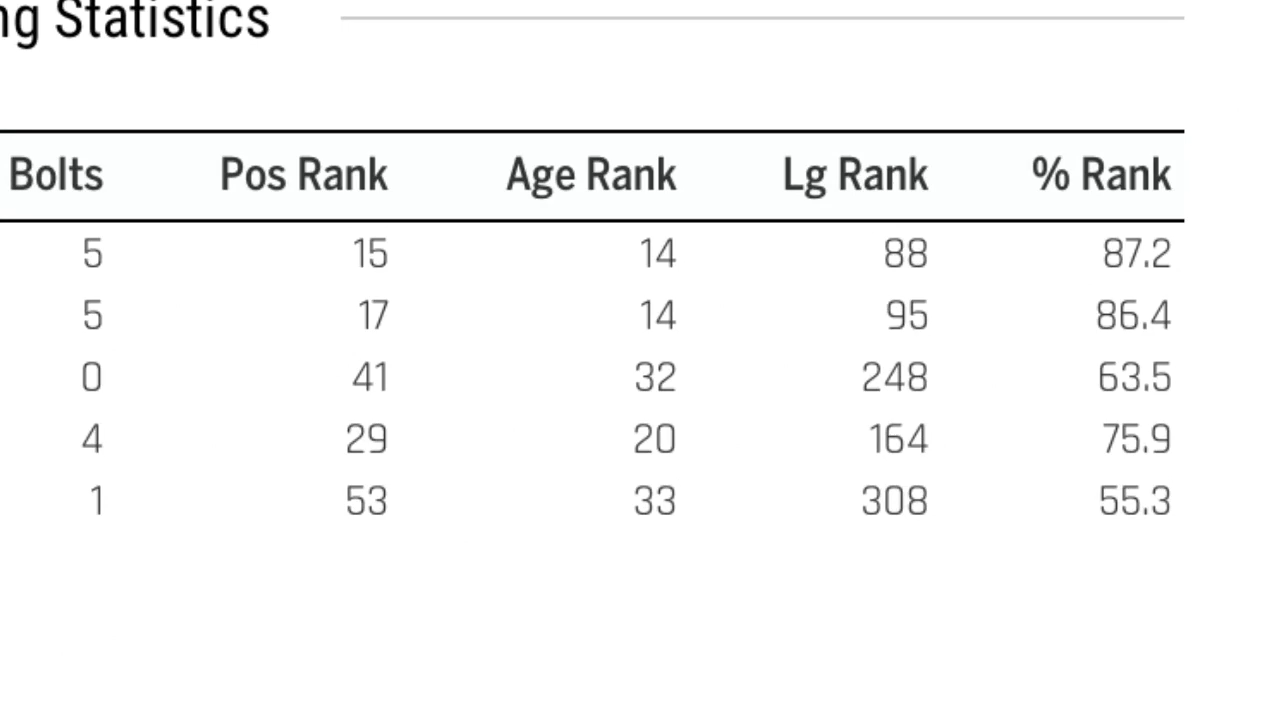 ng Statistics
Bolts Pos Rank Age Rank Lg Rank % Rank
5 15 14 88 87.2
5 17 14 95 86.4
0 41 32 248 63.5
4 29 20 164 75.9
1 53 33 308 55.3